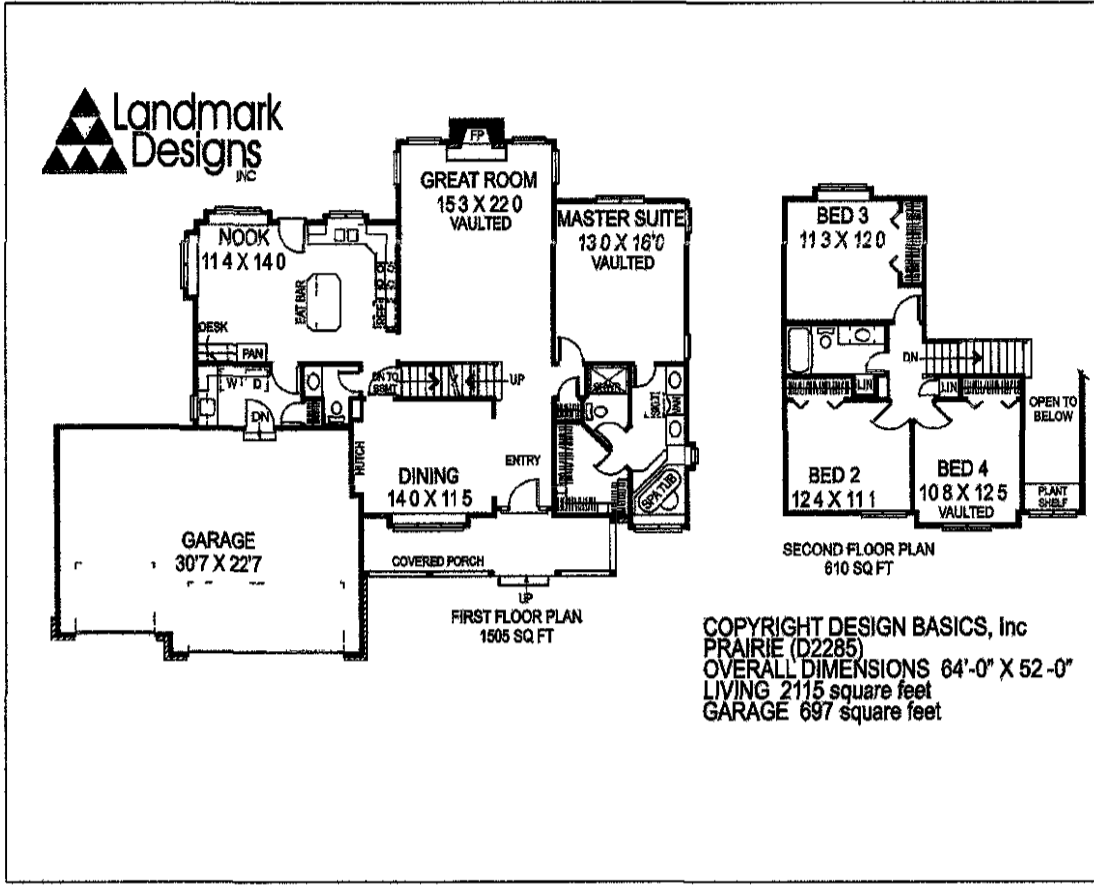 Landmark
Designs
INC
FP
GREAT ROOM
15 3 X 22 0
VAULTED
MASTER SUITE
13 0 X 16'0
VAULTED
NOOK
11 4 X 14 0
EAT BAR
REF
DESK
PAN
W D
DN
DN TO
BSMT
UP
SHWR
HUTCH
DINING
14 0 X 11 5
ENTRY
SPA TUB
GARAGE
30'7 X 22'7
COVERED PORCH
UP
FIRST FLOOR PLAN
1505 SQ FT
BED 3
11 3 X 12 0
DN
LIN
LIN
OPEN TO
BELOW
BED 2
12 4 X 11 1
BED 4
10 8 X 12 5
VAULTED
PLANT
SHELF
SECOND FLOOR PLAN
610 SQ FT
COPYRIGHT DESIGN BASICS, Inc
PRAIRIE (D2285)
OVERALL DIMENSIONS 64'-0" X 52 -0"
LIVING 2115 square feet
GARAGE 697 square feet